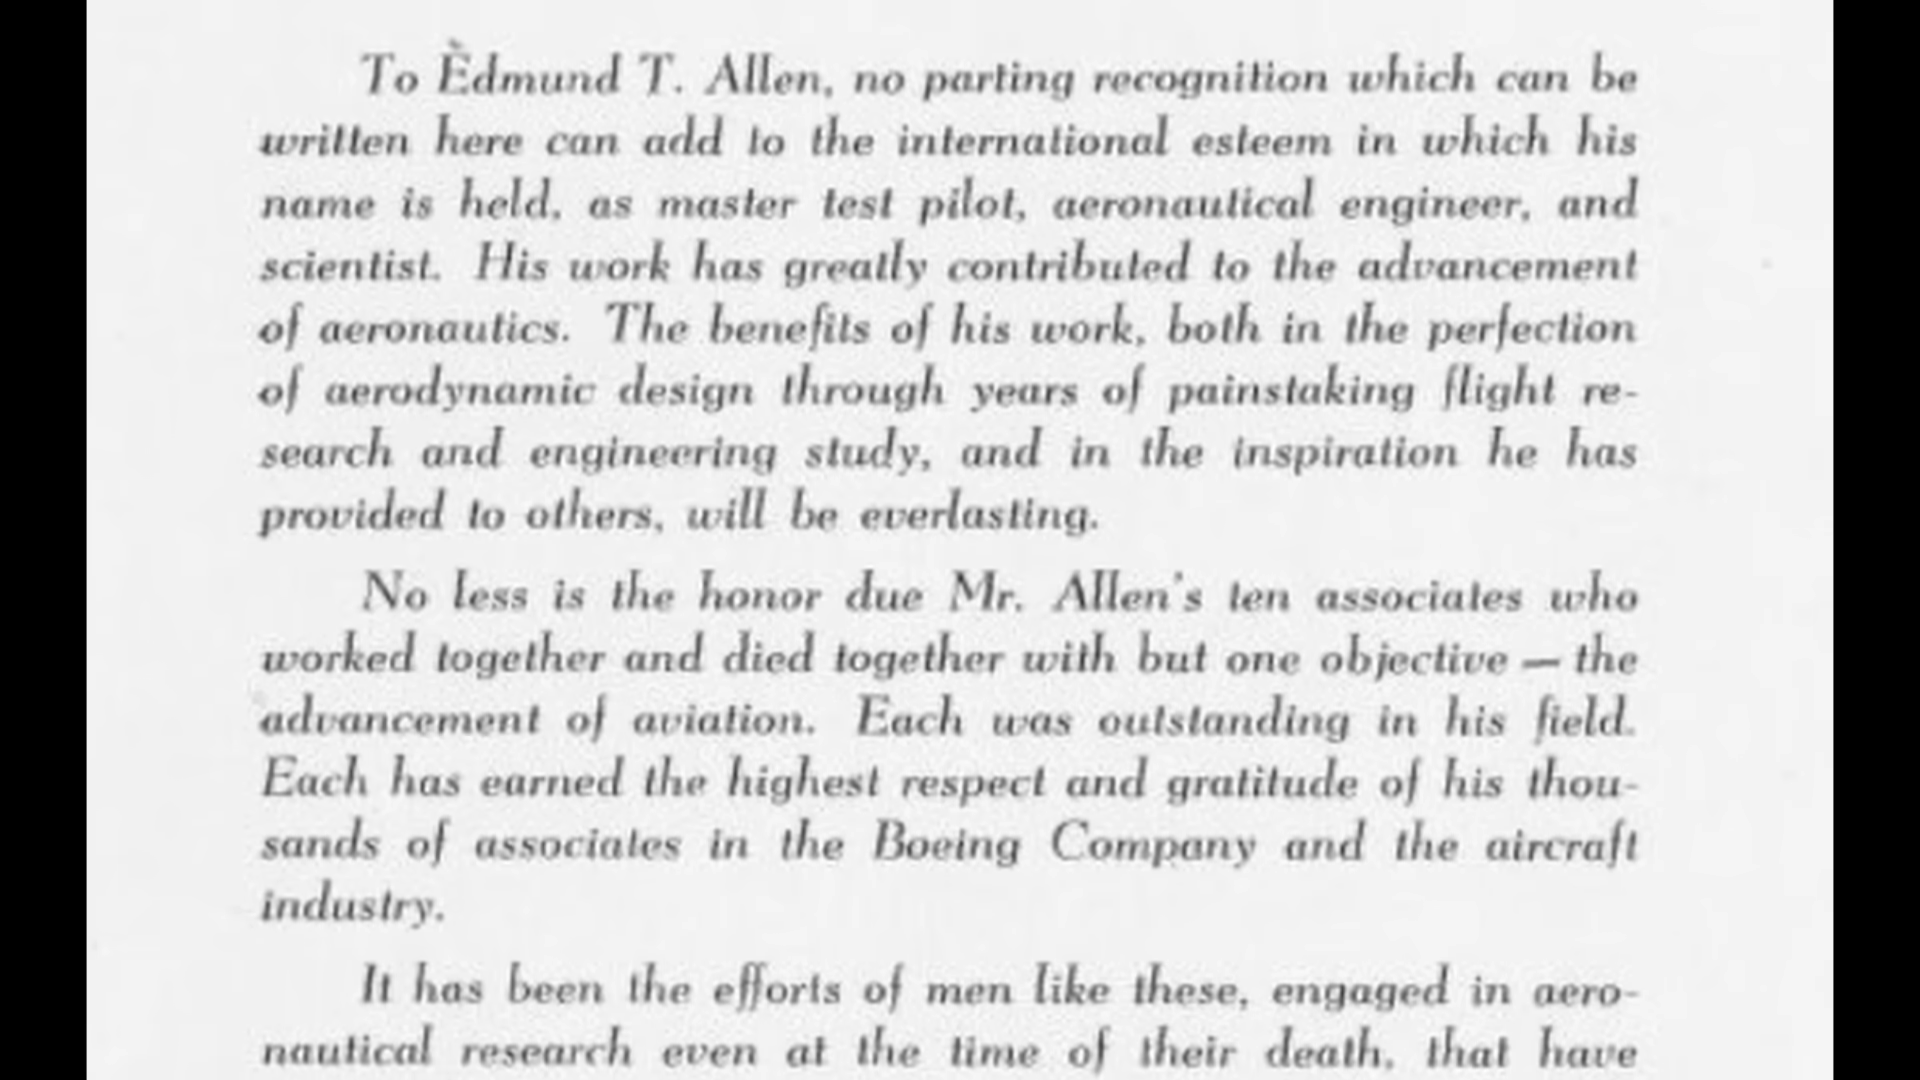 To Edmund T. Allen, no parting recognition which can be
written here can add to the international esteem in which his
name is held, as master test pilot, aeronautical engineer, and
scientist. His work has greatly contributed to the advancement
of aeronautics. The benefits of his work, both in the perfection
of aerodynamic design through years of painstaking flight re-
search and engineering study, and in the inspiration he has
provided to others, will be everlasting.
No less is the honor due Mr. Allen's ten associates who
worked together and died together with but one objective — the
advancement of aviation. Each was outstanding in his field.
Each has earned the highest respect and gratitude of his thou-
sands of associates in the Boeing Company and the aircraft
industry.
It has been the efforts of men like these, engaged in aero-
nautical research even at the time of their death, that have